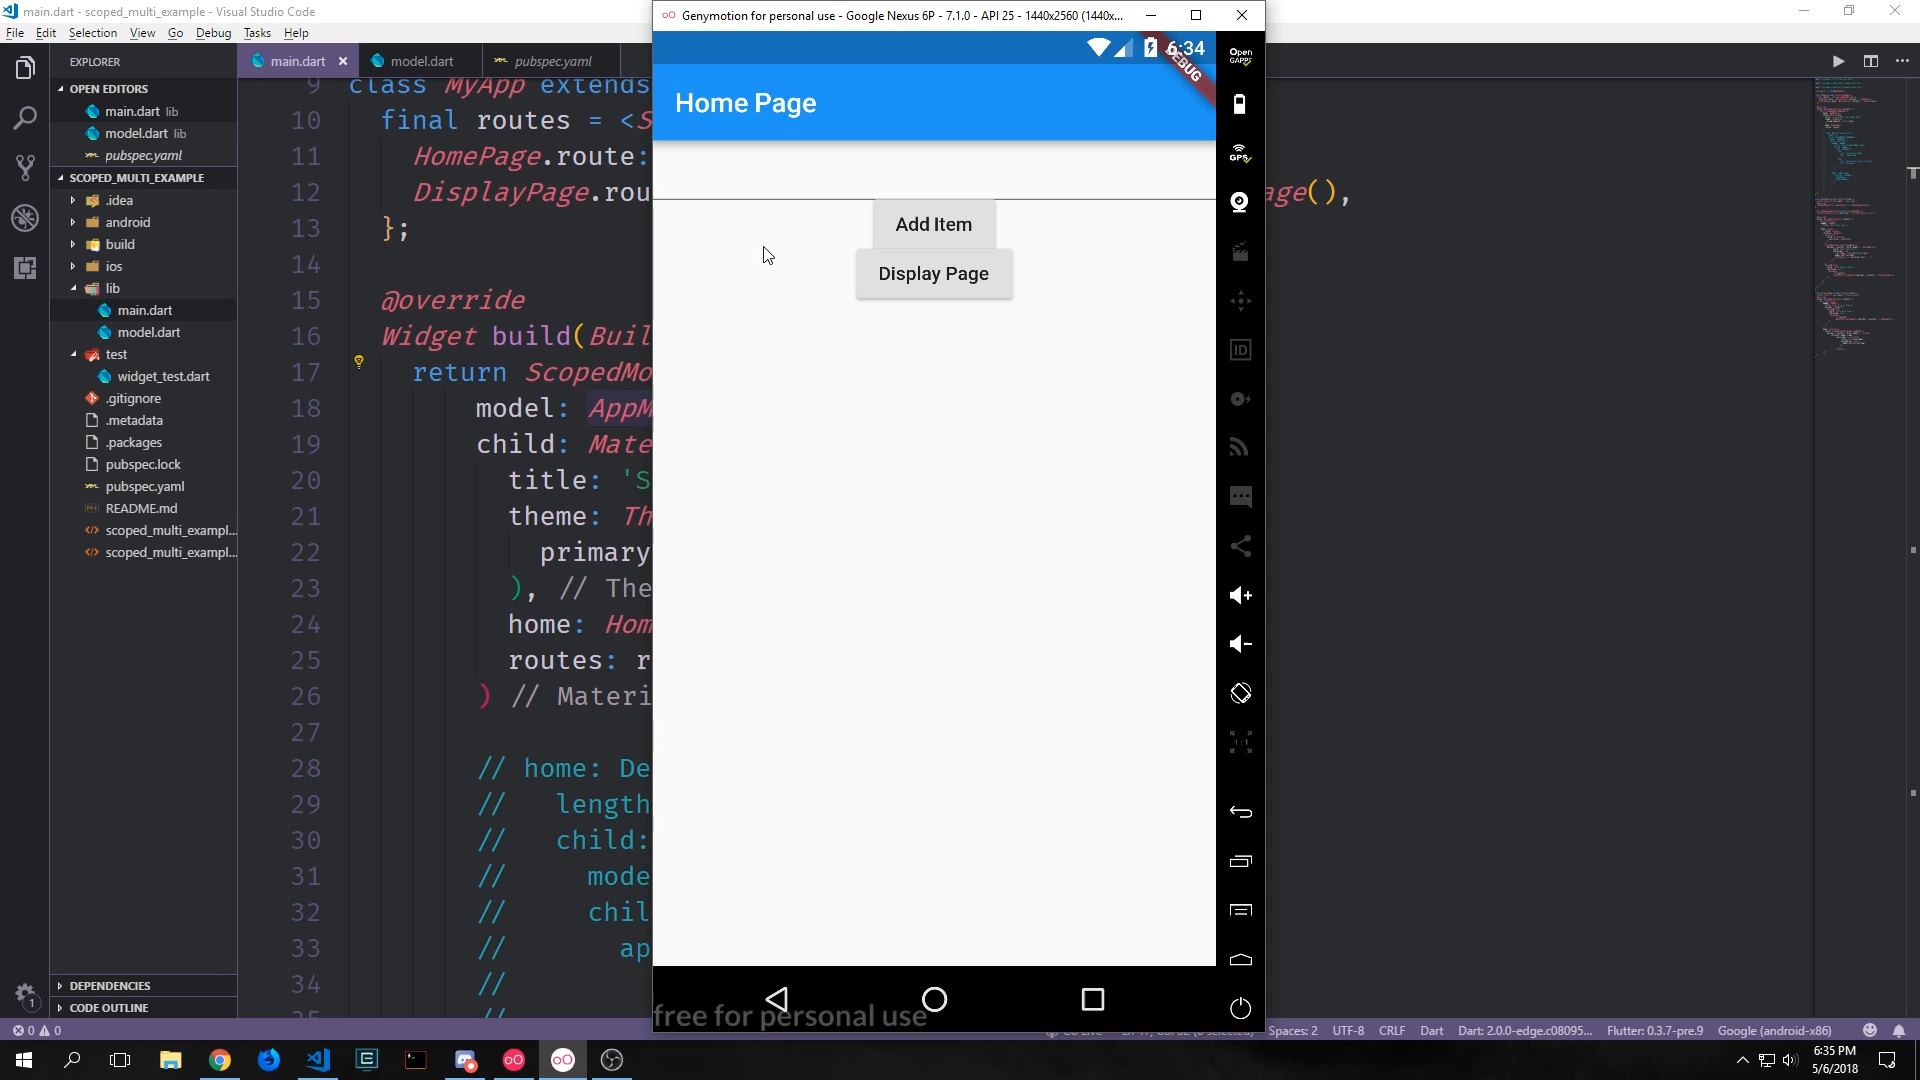 main.dart - scoped_multi_example - Visual Studio Code
File Edit Selection View Go Debug Tasks Help
EXPLORER
OPEN EDITORS
main.dart lib
model.dart lib
pubspec.yaml
SCOPED_MULTI_EXAMPLE
.idea
android
build
ios
lib
main.dart
model.dart
test
widget_test.dart
.gitignore
.metadata
.packages
pubspec.lock
pubspec.yaml
README.md
scoped_multi_exampl...
scoped_multi_exampl...
DEPENDENCIES
CODE OUTLINE
1
main.dart model.dart pubspec.yaml
9 class MyApp extends
10 final routes = <S
11 HomePage.route:
12 DisplayPage.rou age(),
13 };
14
15 @override
16 Widget build(Buil
17 return ScopedMo
18 model: AppM
19 child: Mate
20 title: 'S
21 theme: Th
22 primary
23 ), // The
24 home: Hom
25 routes: r
26 ) // Materi
27
28 // home: De
29 // length
30 // child:
31 // mode
32 // chil
33 // ap
34 //
35 //
Genymotion for personal use - Google Nexus 6P - 7.1.0 - API 25 - 1440x2560 (1440x...
6:34
DEBUG
Home Page
Add Item
Display Page
free for personal use
Open
GAPPS
GPS
ID
1:1
0 0 Spaces: 2 UTF-8 CRLF Dart Dart: 2.0.0-edge.c08095... Flutter: 0.3.7-pre.9 Google (android-x86)
6:35 PM
5/6/2018